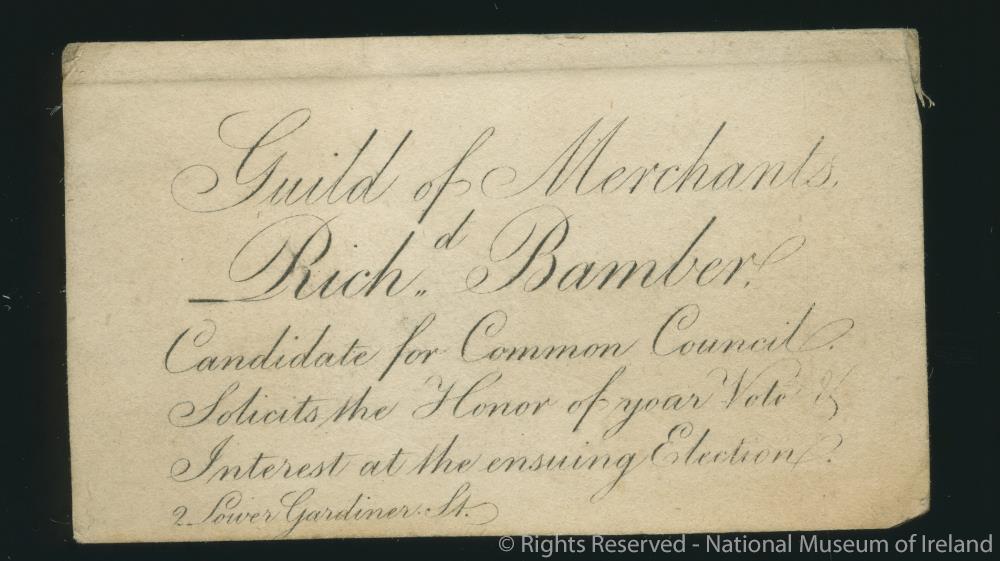 Guild of Merchants.
Rich,,d Bamber.
Candidate for Common Council.
Solicits the Honor of your Vote &
Interest at the ensuing Election.
2 Lower Gardiner St.
© Rights Reserved - National Museum of Ireland